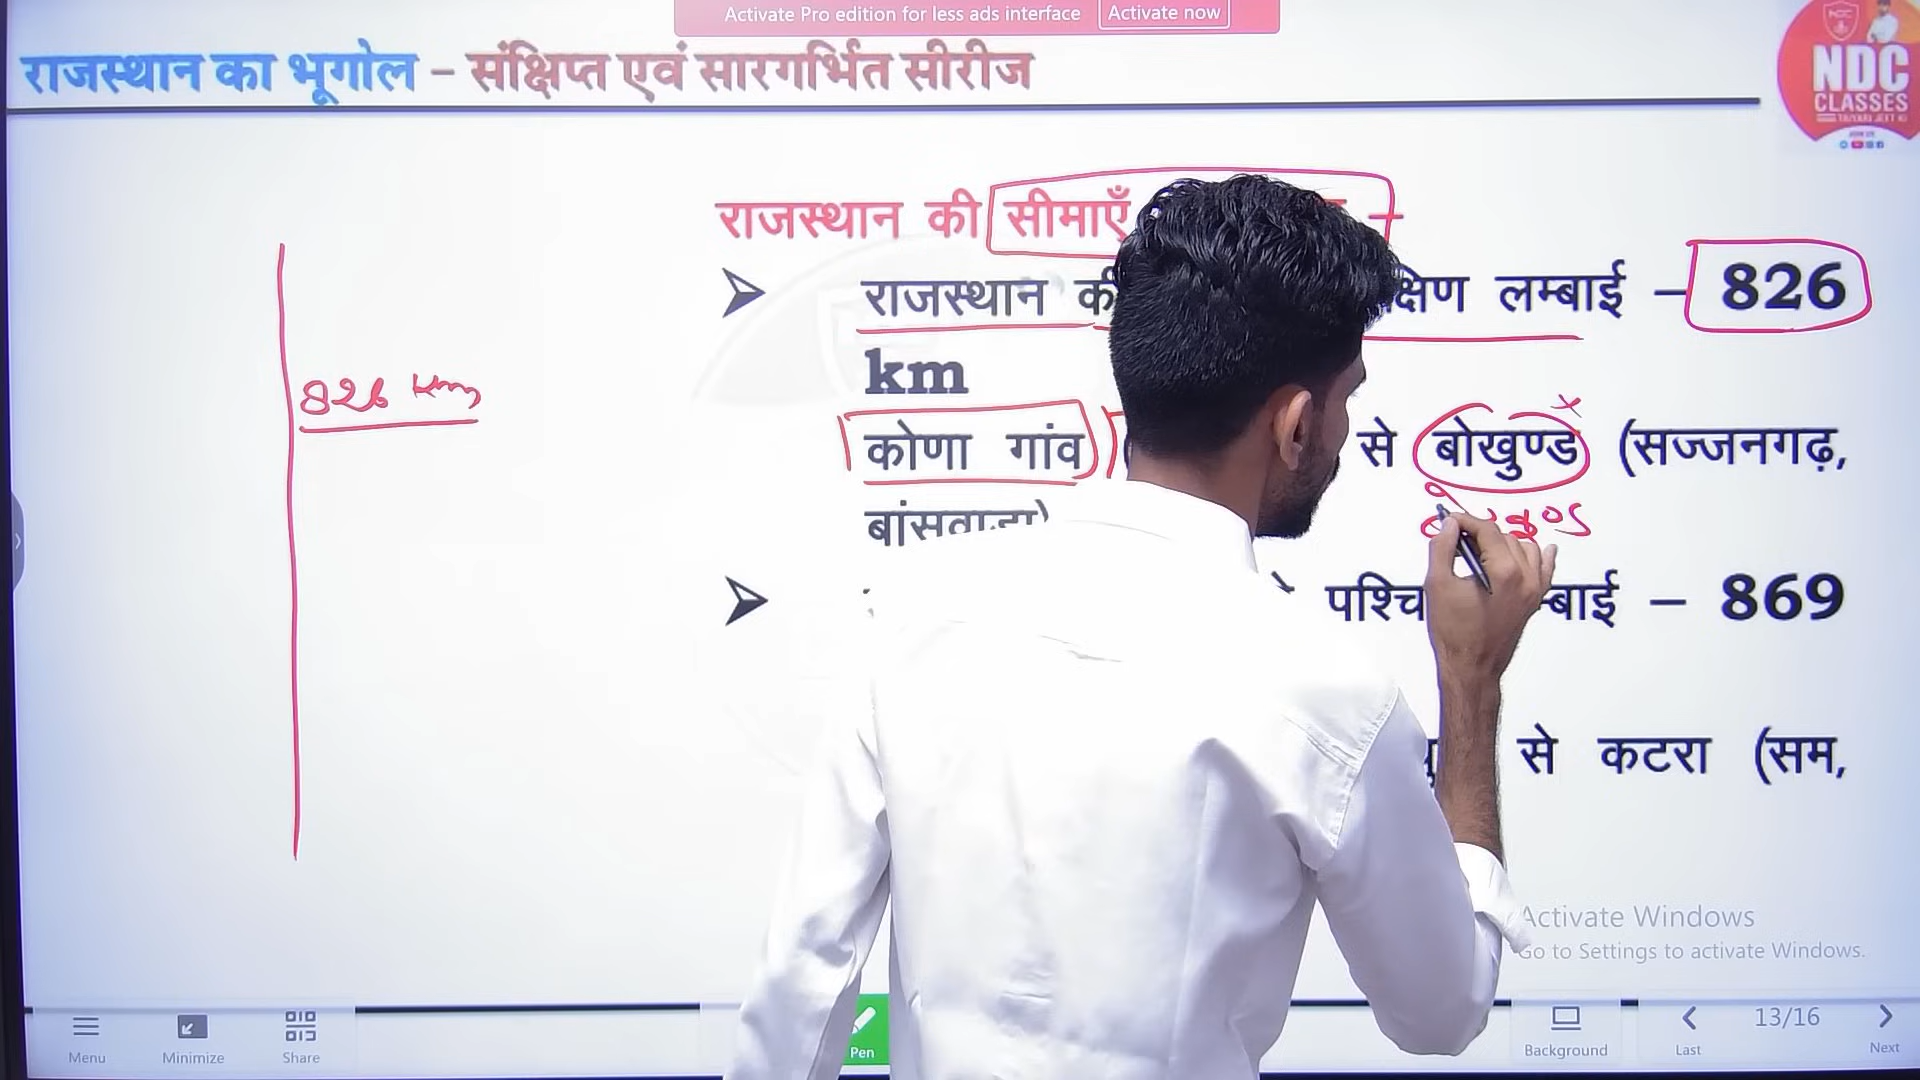 Activate Pro edition for less ads interface Activate now
राजस्थान का भूगोल – संक्षिप्त एवं सारगर्भित सीरीज
NDC
CLASSES
राजस्थान की सीमाएँ –
राजस्थान की क्षिण लम्बाई – 826
km
826 km
कोणा गांव से बोखुण्ड (सज्जनगढ़,
बांसवाड़ा)
पश्चि म्बाई – 869
से कटरा (सम,
Activate Windows
Go to Settings to activate Windows.
Menu Minimize Share Pen Background Last 13/16 Next